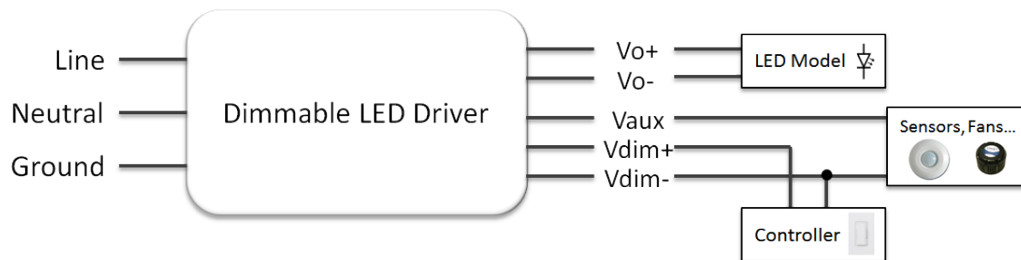 Line
Neutral
Ground
Dimmable LED Driver
Vo+
Vo-
Vaux
Vdim+
Vdim-
LED Model
Sensors, Fans...
Controller